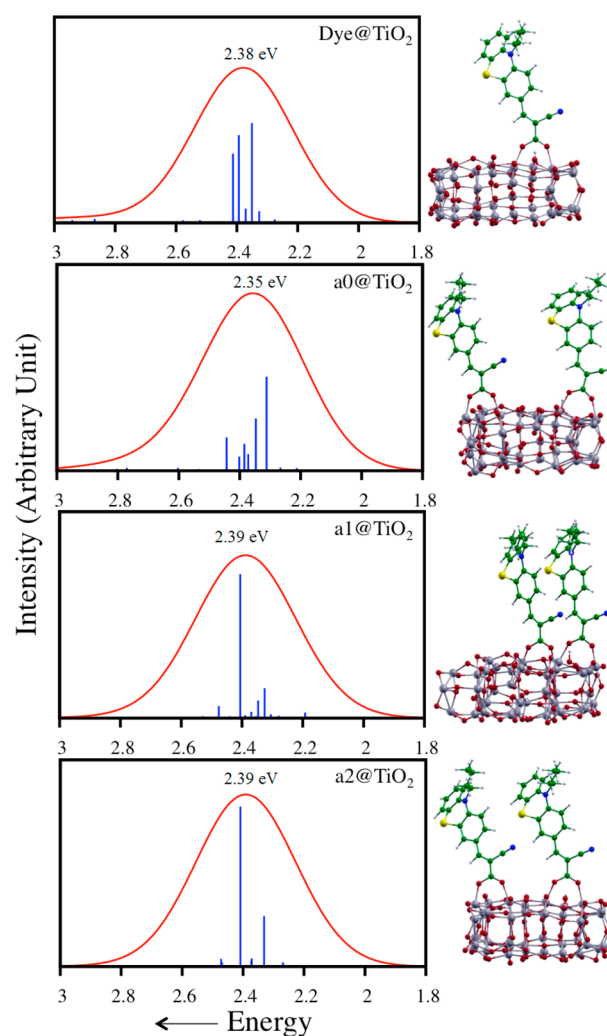 Dye@TiO₂
2.38 eV
3 2.8 2.6 2.4 2.2 2 1.8
a0@TiO₂
2.35 eV
3 2.8 2.6 2.4 2.2 2 1.8
a1@TiO₂
2.39 eV
3 2.8 2.6 2.4 2.2 2 1.8
a2@TiO₂
2.39 eV
3 2.8 2.6 2.4 2.2 2 1.8
Intensity (Arbitrary Unit)
← Energy